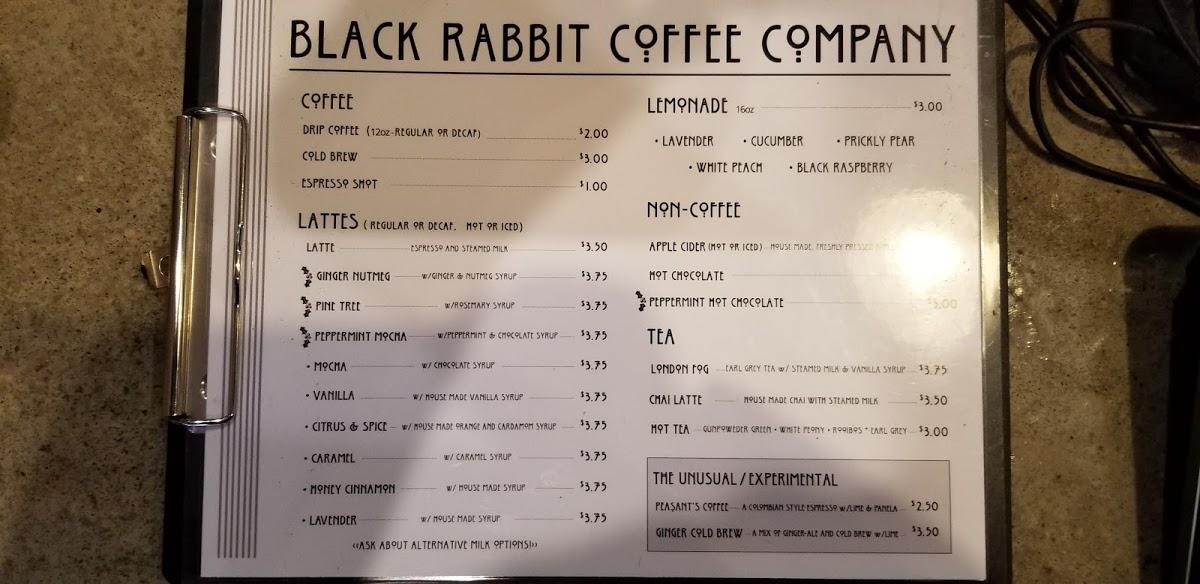 BLACK RABBIT COFFEE COMPANY
COFFEE
DRIP COFFEE (12oz-REGULAR OR DECAF) $2.00
COLD BREW $3.00
ESPRESSO SHOT $1.00
LATTES (REGULAR OR DECAF, HOT OR ICED)
LATTE ESPRESSO AND STEAMED MILK $3.50
GINGER NUTMEG w/GINGER & NUTMEG SYRUP $3.75
PINE TREE w/ROSEMARY SYRUP $3.75
PEPPERMINT MOCHA w/PEPPERMINT & CHOCOLATE SYRUP $3.75
• MOCHA w/ CHOCOLATE SYRUP $3.75
• VANILLA w/ HOUSE MADE VANILLA SYRUP $3.75
• CITRUS & SPICE w/ HOUSE MADE ORANGE AND CARDAMOM SYRUP $3.75
• CARAMEL w/ CARAMEL SYRUP $3.75
• HONEY CINNAMON w/ HOUSE MADE SYRUP $3.75
• LAVENDER w/ HOUSE MADE SYRUP $3.75
«ASK ABOUT ALTERNATIVE MILK OPTIONS!»
LEMONADE 16oz $3.00
• LAVENDER • CUCUMBER • PRICKLY PEAR
• WHITE PEACH • BLACK RASPBERRY
NON-COFFEE
APPLE CIDER (HOT OR ICED) HOUSE MADE, FRESHLY PRESSED
HOT CHOCOLATE
PEPPERMINT HOT CHOCOLATE $3.00
TEA
LONDON FOG EARL GREY TEA w/ STEAMED MILK & VANILLA SYRUP $3.75
CHAI LATTE HOUSE MADE CHAI WITH STEAMED MILK $3.50
HOT TEA GUNPOWEDER GREEN • WHITE PEONY • ROOIBOS • EARL GREY $3.00
THE UNUSUAL / EXPERIMENTAL
PEASANT'S COFFEE A COLOMBIAN STYLE ESPRESSO w/LIME & PANELA $2.50
GINGER COLD BREW A MIX OF GINGER-ALE AND COLD BREW w/LIME $3.50